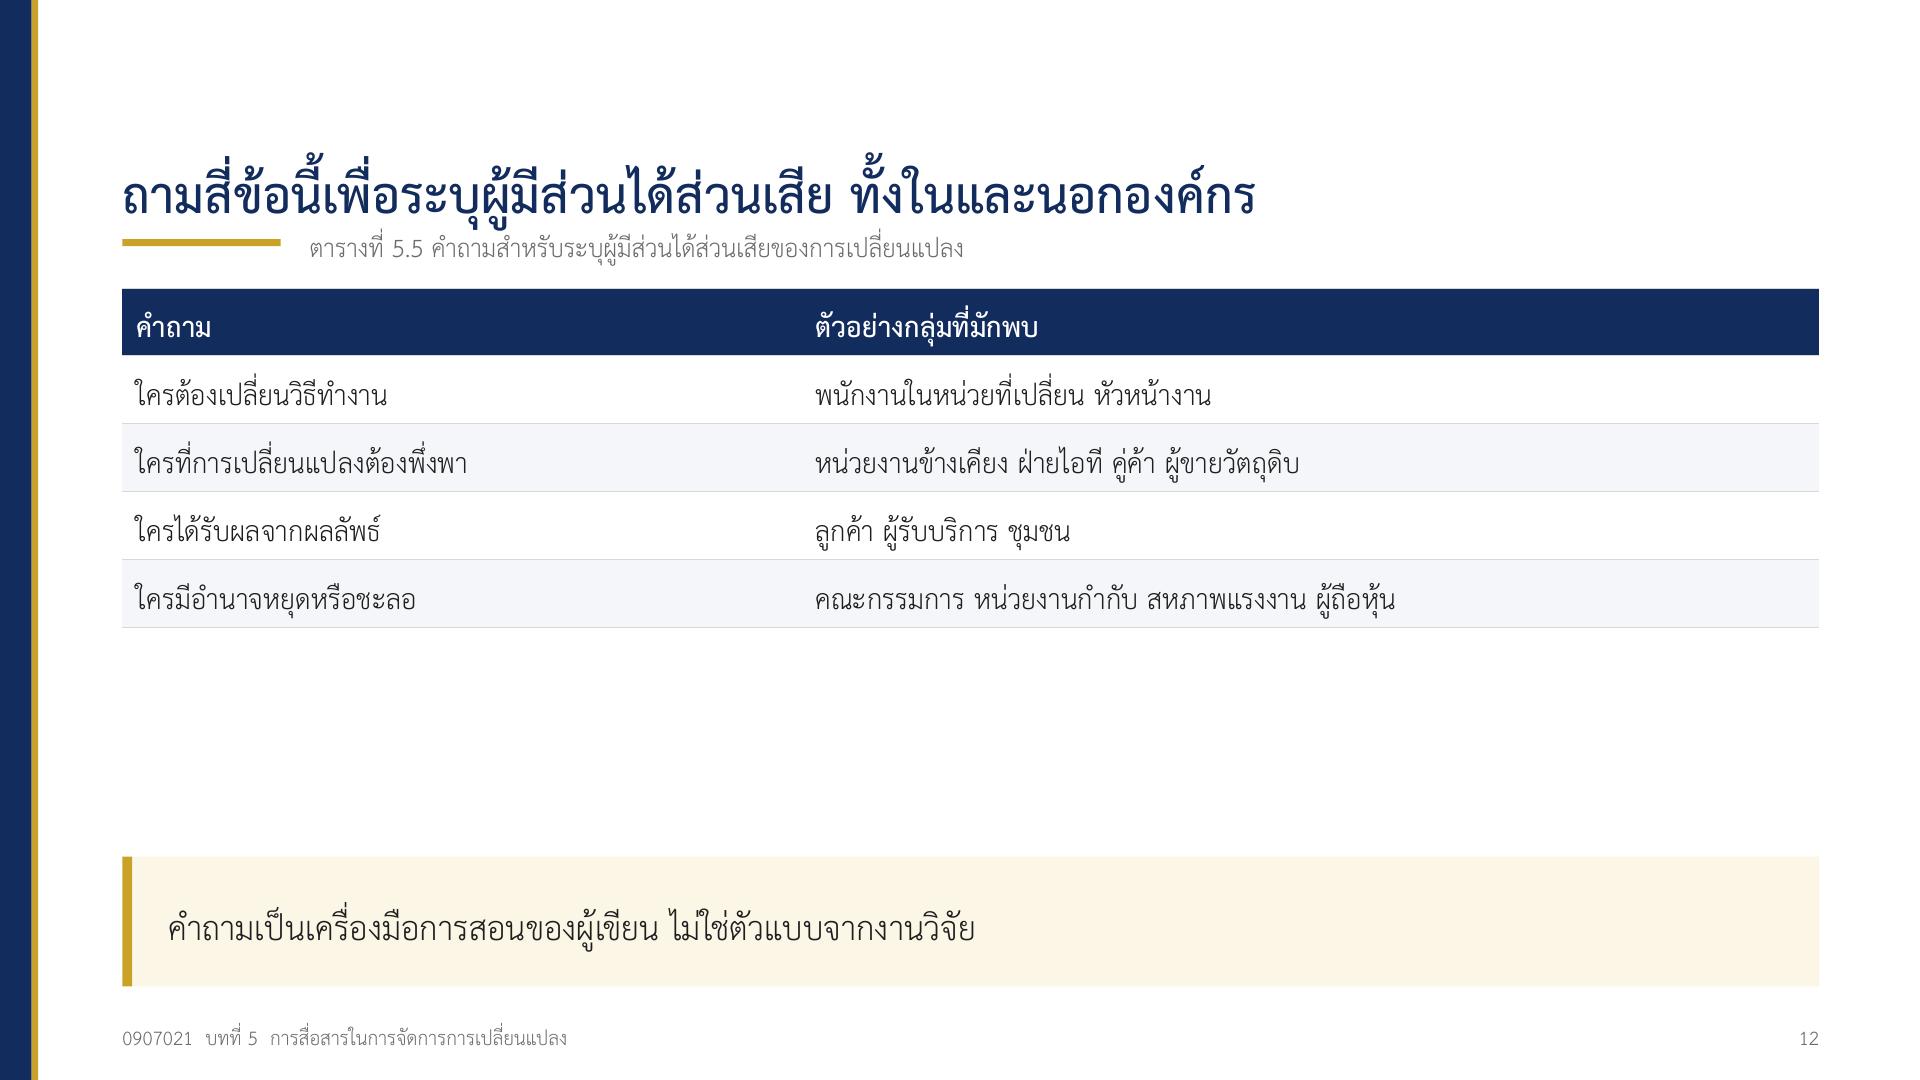 ถามสี่ข้อนี้เพื่อระบุผู้มีส่วนได้ส่วนเสีย ทั้งในและนอกองค์กร
ตารางที่ 5.5 คำถามสำหรับระบุผู้มีส่วนได้ส่วนเสียของการเปลี่ยนแปลง
คำถาม ตัวอย่างกลุ่มที่มักพบ
ใครต้องเปลี่ยนวิธีทำงาน พนักงานในหน่วยที่เปลี่ยน หัวหน้างาน
ใครที่การเปลี่ยนแปลงต้องพึ่งพา หน่วยงานข้างเคียง ฝ่ายไอที คู่ค้า ผู้ขายวัตถุดิบ
ใครได้รับผลจากผลลัพธ์ ลูกค้า ผู้รับบริการ ชุมชน
ใครมีอำนาจหยุดหรือชะลอ คณะกรรมการ หน่วยงานกำกับ สหภาพแรงงาน ผู้ถือหุ้น
คำถามเป็นเครื่องมือการสอนของผู้เขียน ไม่ใช่ตัวแบบจากงานวิจัย
0907021 บทที่ 5 การสื่อสารในการจัดการการเปลี่ยนแปลง 12